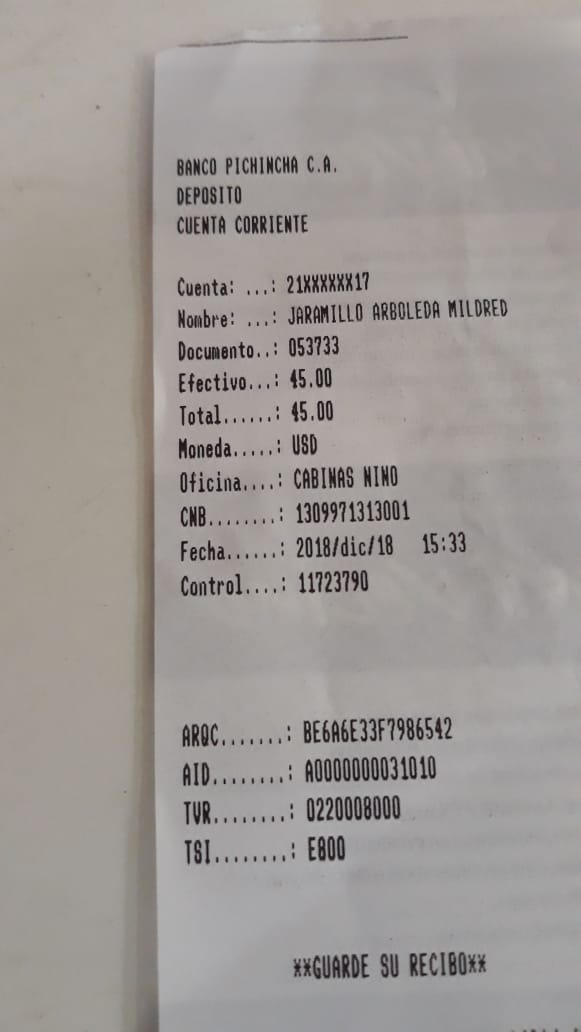 BANCO PICHINCHA C.A.
DEPOSITO
CUENTA CORRIENTE
Cuenta: ...: 21XXXXXX17
Nombre: ...: JARAMILLO ARBOLEDA MILDRED
Documento..: 053733
Efectivo...: 45.00
Total......: 45.00
Moneda.....: USD
Oficina....: CABINAS NINO
CNB........: 1309971313001
Fecha......: 2018/dic/18 15:33
Control....: 11723790
ARQC.......: BE6A6E33F7986542
AID........: A0000000031010
TVR........: 0220008000
TSI........: E800
**GUARDE SU RECIBO**